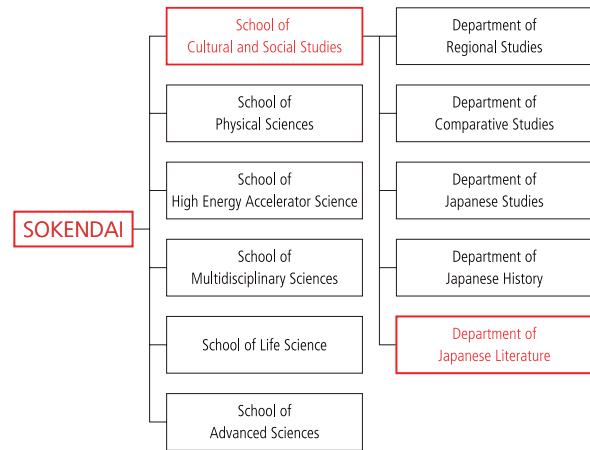 SOKENDAI
School of
Cultural and Social Studies
School of
Physical Sciences
School of
High Energy Accelerator Science
School of
Multidisciplinary Sciences
School of Life Science
School of
Advanced Sciences
Department of
Regional Studies
Department of
Comparative Studies
Department of
Japanese Studies
Department of
Japanese History
Department of
Japanese Literature